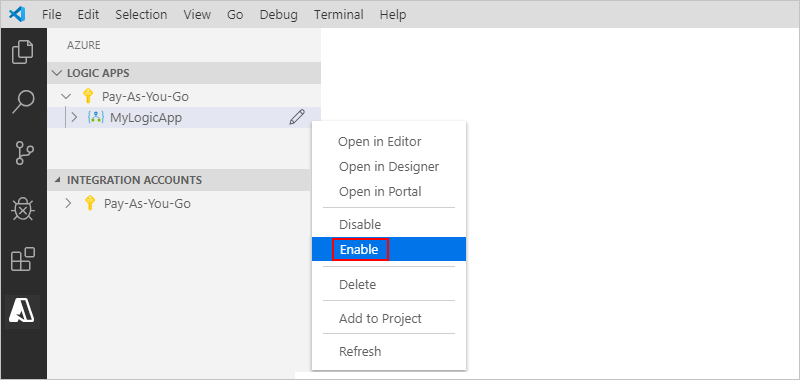 File Edit Selection View Go Debug Terminal Help
AZURE
LOGIC APPS
Pay-As-You-Go
MyLogicApp
Open in Editor
Open in Designer
Open in Portal
INTEGRATION ACCOUNTS
Pay-As-You-Go
Disable
Enable
Delete
Add to Project
Refresh